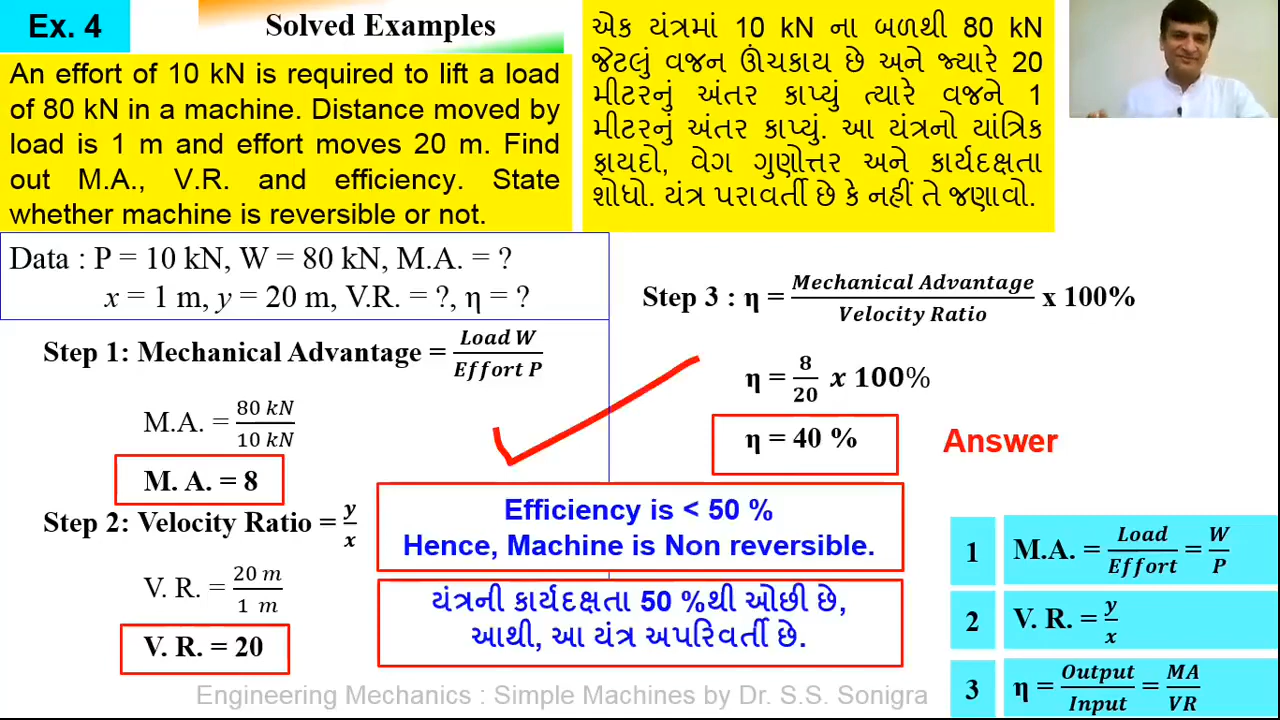 Ex. 4
Solved Examples
An effort of 10 kN is required to lift a load
of 80 kN in a machine. Distance moved by
load is 1 m and effort moves 20 m. Find
out M.A., V.R. and efficiency. State
whether machine is reversible or not.
એક યંત્રમાં 10 kN ના બળથી 80 kN
જેટલું વજન ઊંચકાય છે અને જ્યારે 20
મીટરનું અંતર કાપ્યું ત્યારે વજને 1
મીટરનું અંતર કાપ્યું. આ યંત્રનો યાંત્રિક
ફાયદો, વેગ ગુણોત્તર અને કાર્યદક્ષતા
શોધો. યંત્ર પરાવર્તી છે કે નહીં તે જણાવો.
Data : P = 10 kN, W = 80 kN, M.A. = ?
x = 1 m, y = 20 m, V.R. = ?, η = ?
Step 1: Mechanical Advantage = Load W / Effort P
M.A. = 80 kN / 10 kN
M. A. = 8
Step 2: Velocity Ratio = y / x
V. R. = 20 m / 1 m
V. R. = 20
Step 3 : η = Mechanical Advantage / Velocity Ratio x 100%
η = 8 / 20 x 100%
η = 40 %
Answer
Efficiency is < 50 %
Hence, Machine is Non reversible.
યંત્રની કાર્યદક્ષતા 50 %થી ઓછી છે,
આથી, આ યંત્ર અપરિવર્તી છે.
1 M.A. = Load / Effort = W / P
2 V. R. = y / x
3 η = Output / Input = MA / VR
Engineering Mechanics : Simple Machines by Dr. S.S. Sonigra